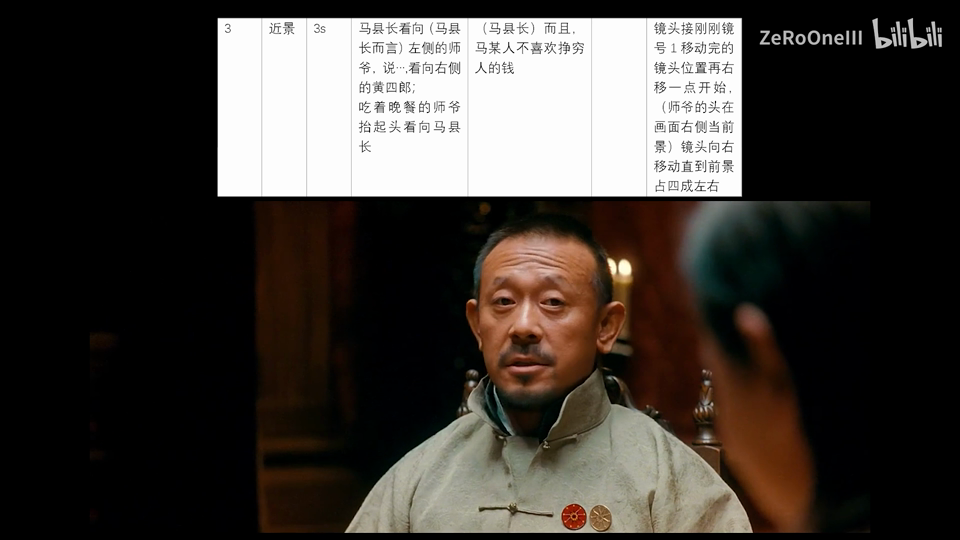 3
近景
3s
马县长看向（马县
长而言）左侧的师
爷，说…,看向右侧
的黄四郎；
吃着晚餐的师爷
抬起头看向马县
长
（马县长）而且，
马某人不喜欢挣穷
人的钱
镜头接刚刚镜
号 1 移动完的
镜头位置再右
移一点开始，
（师爷的头在
画面右侧当前
景）镜头向右
移动直到前景
占四成左右
ZeRoOneIII bilibili